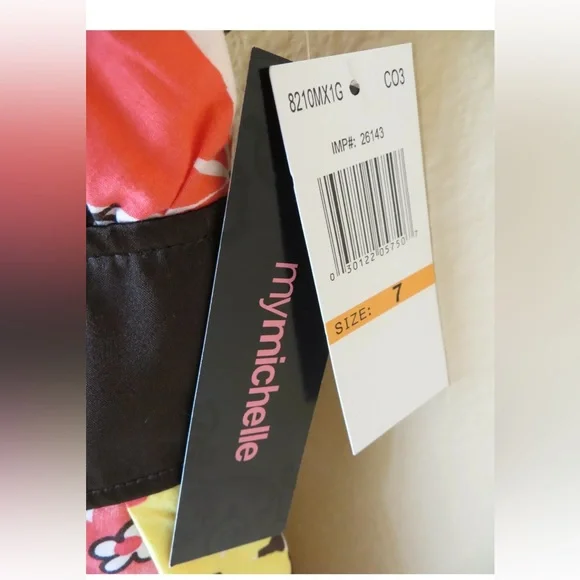 8210MX1G CO3
IMP#: 26143
0 30122 05750 7
SIZE: 7
mymichelle